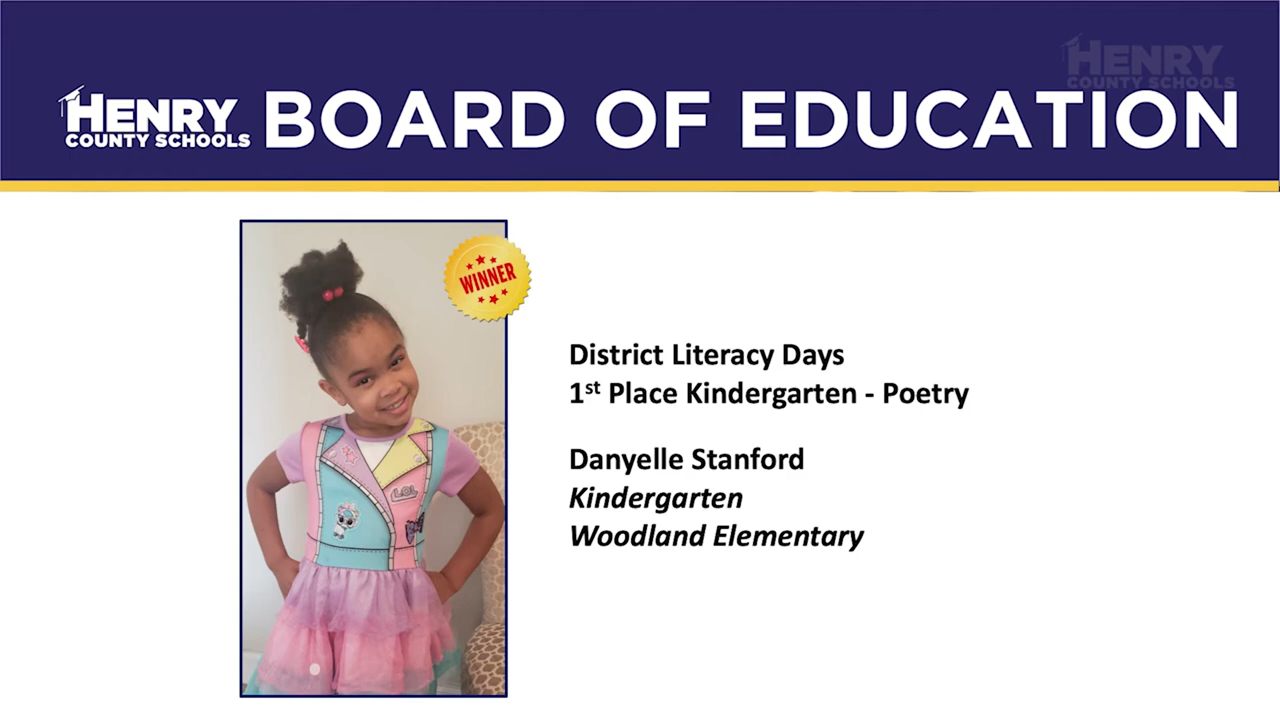 HENRY
COUNTY SCHOOLS
BOARD OF EDUCATION
HENRY
COUNTY SCHOOLS
WINNER
LOL
District Literacy Days
1st Place Kindergarten - Poetry
Danyelle Stanford
Kindergarten
Woodland Elementary